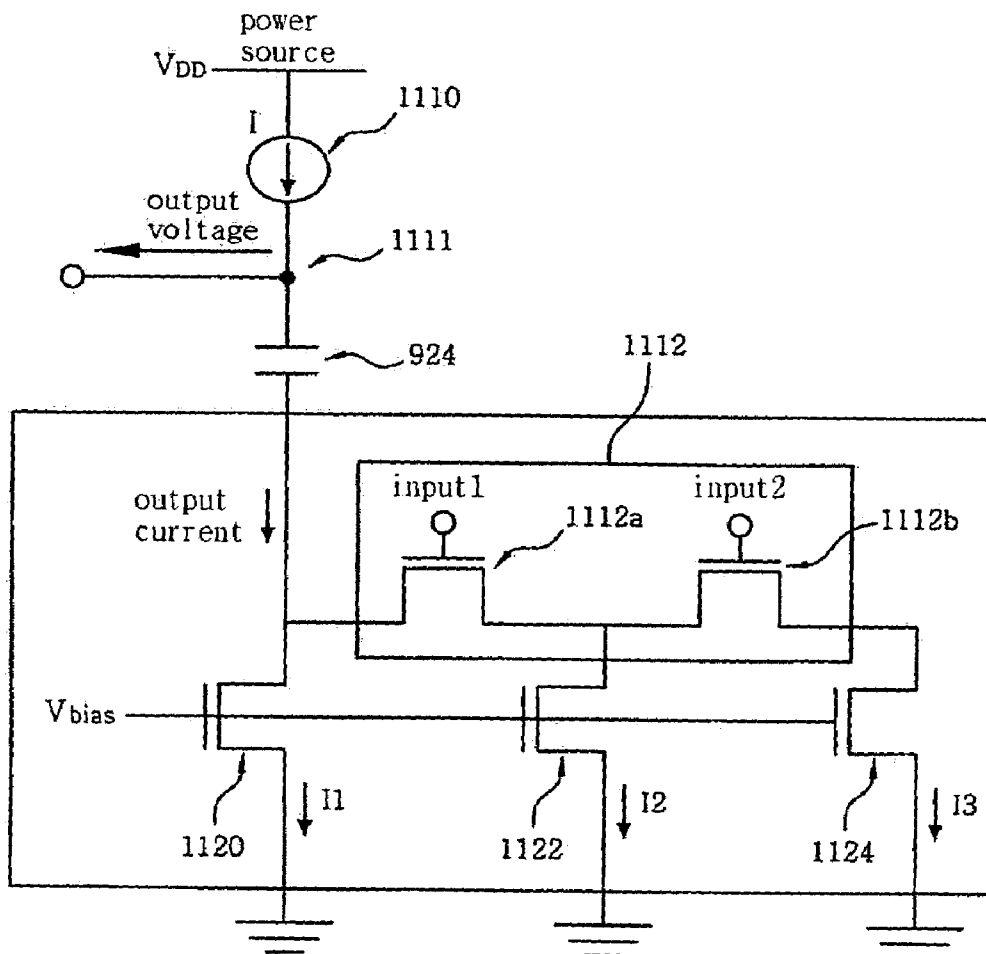 power
source
VDD
1110
I
output
voltage
1111
924
1112
input1
input2
1112a
1112b
output
current
Vbias
I1
I2
I3
1120
1122
1124